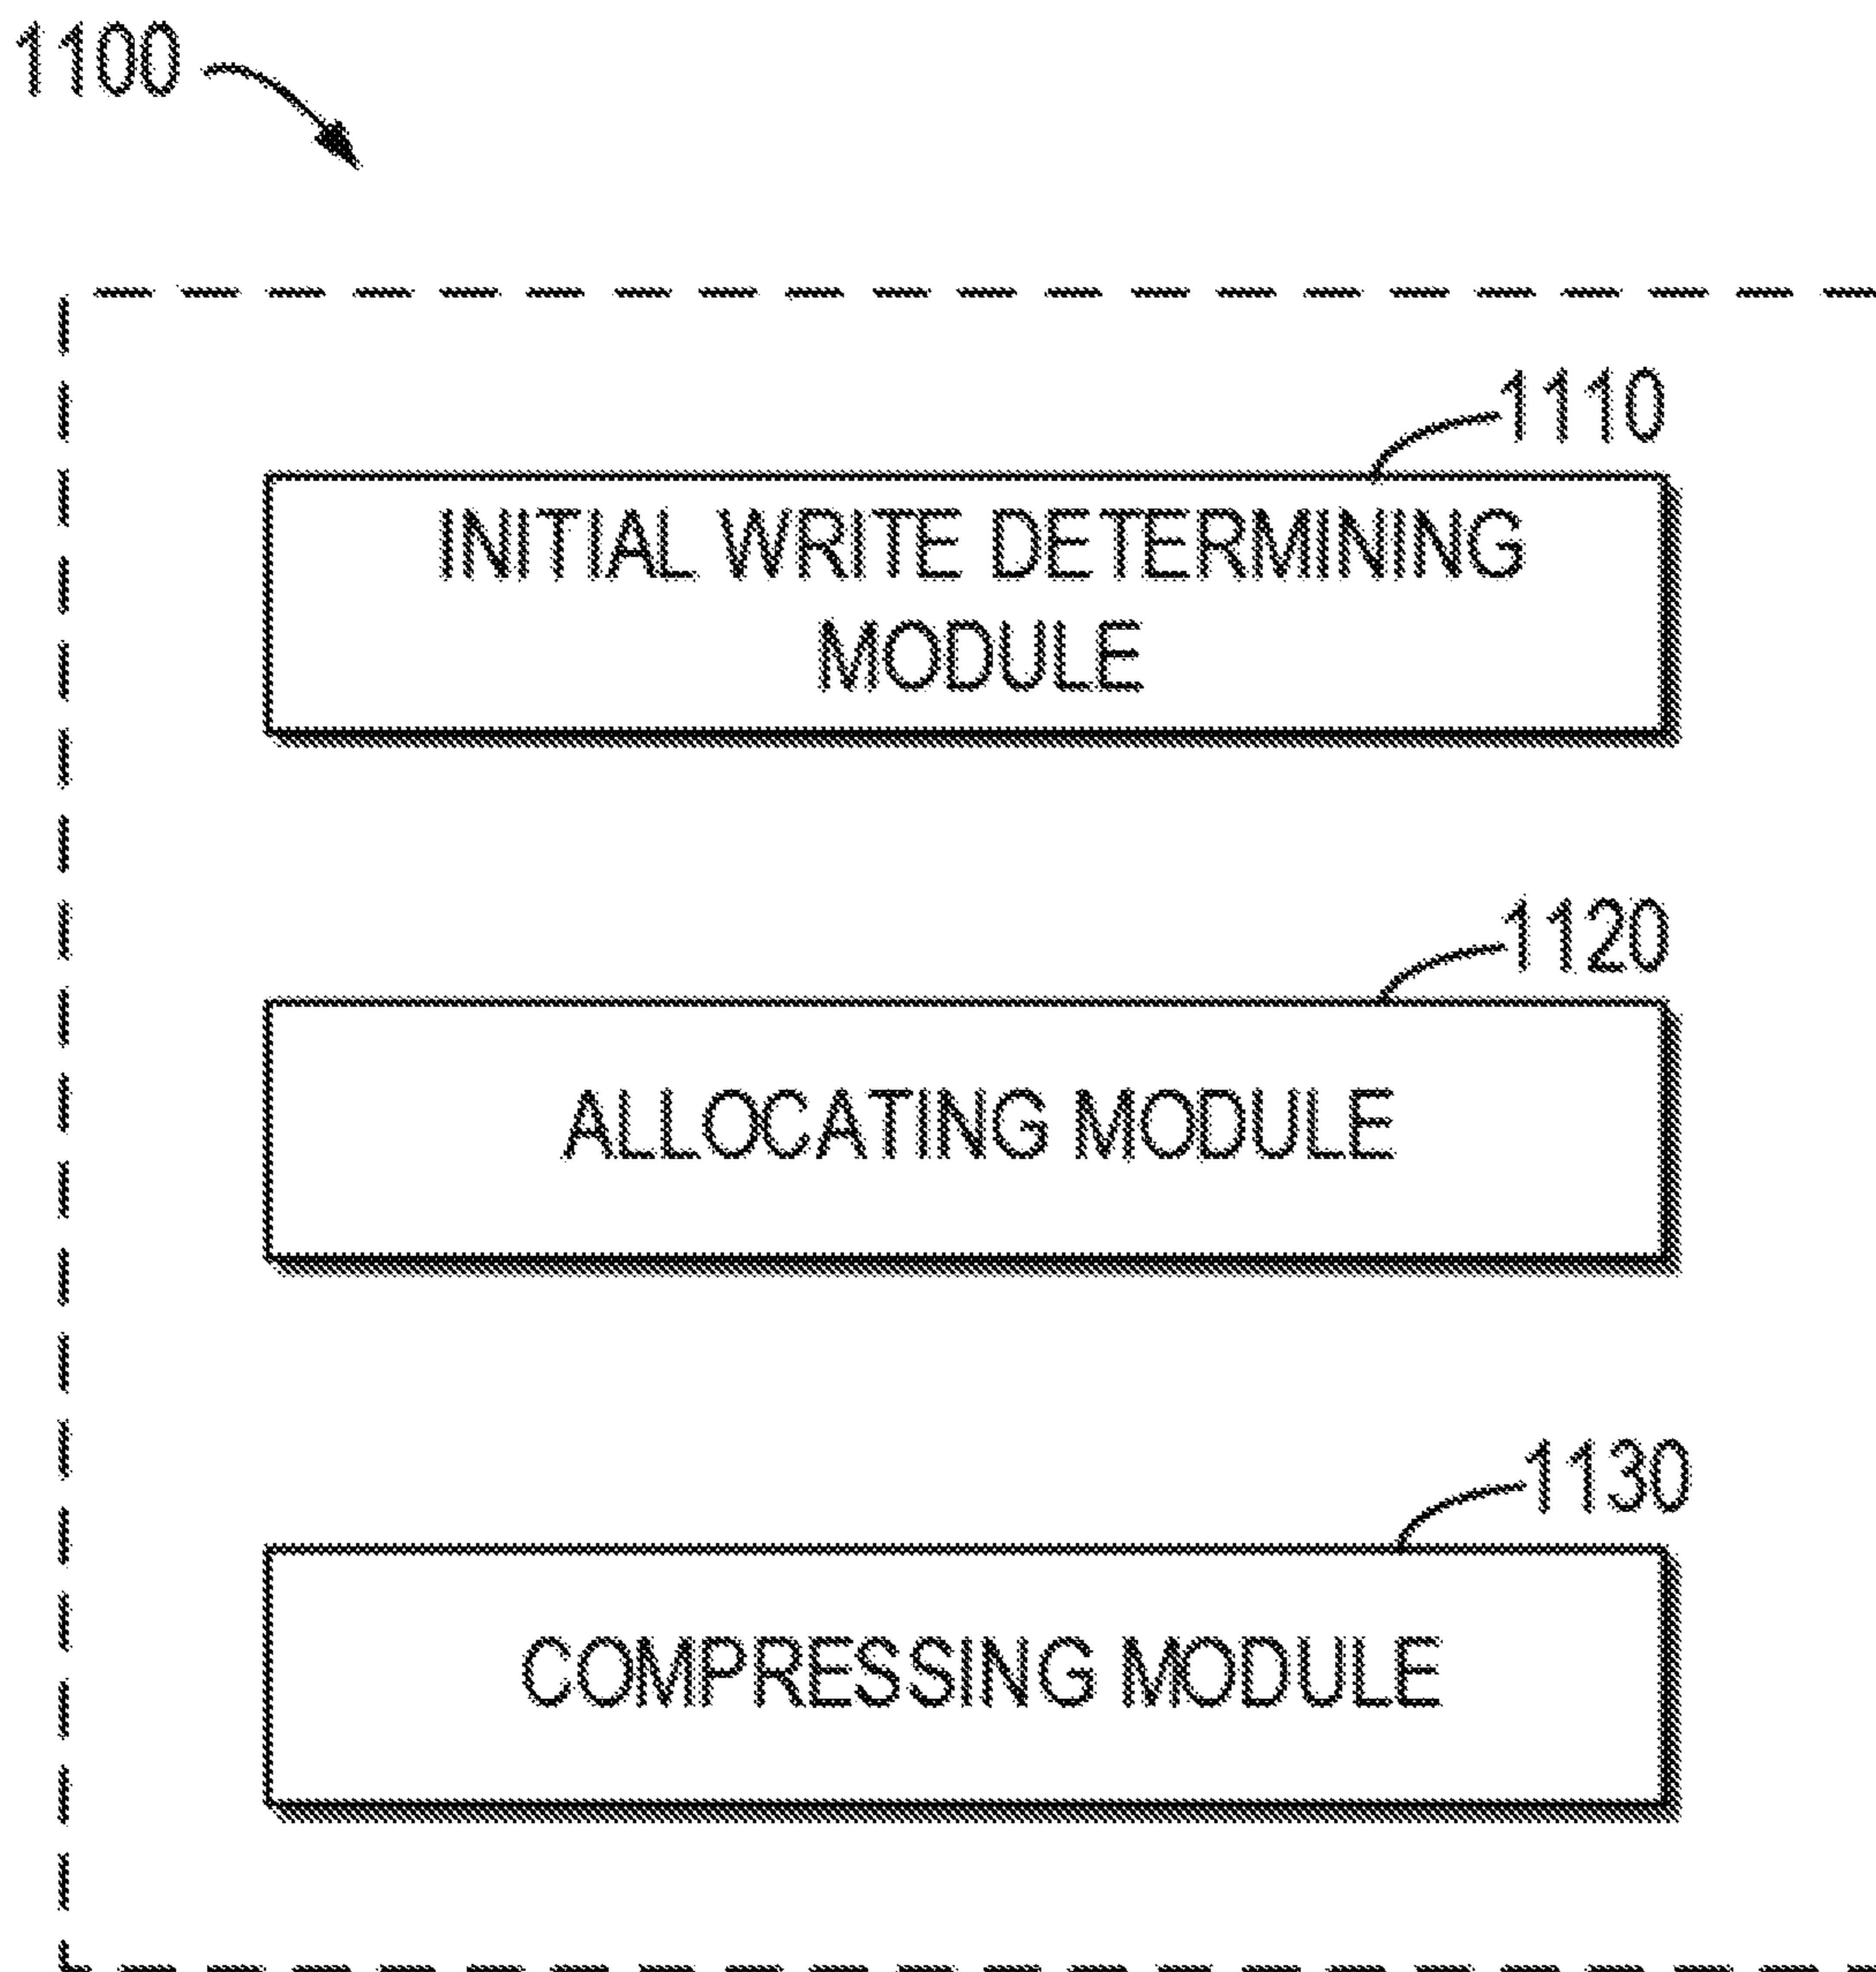 1100
1110
INITIAL WRITE DETERMINING
MODULE
1120
ALLOCATING MODULE
1130
COMPRESSING MODULE